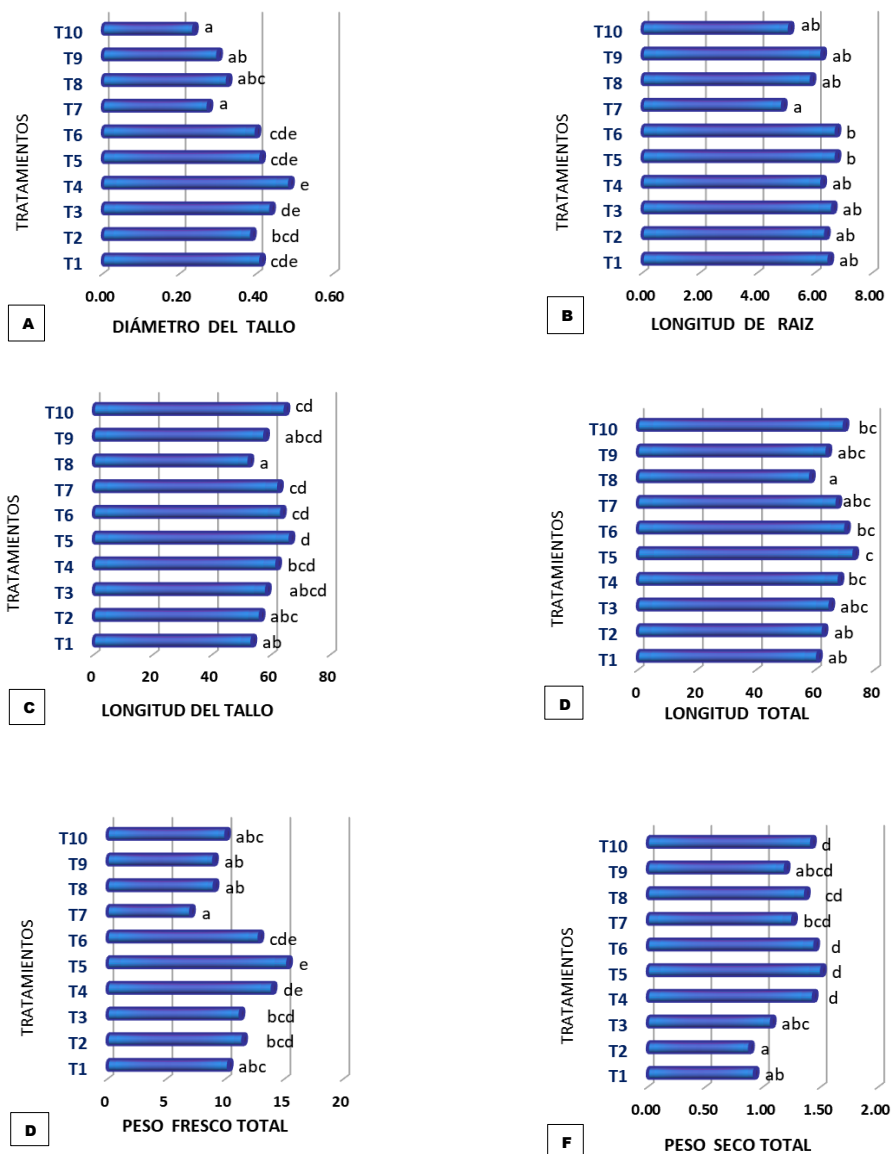 TRATAMIENTOS
T10 a
T9 ab
T8 abc
T7 a
T6 cde
T5 cde
T4 e
T3 de
T2 bcd
T1 cde
0.00 0.20 0.40 0.60
A DIÁMETRO DEL TALLO
TRATAMIENTOS
T10 ab
T9 ab
T8 ab
T7 a
T6 b
T5 b
T4 ab
T3 ab
T2 ab
T1 ab
0.00 2.00 4.00 6.00 8.00
B LONGITUD DE RAIZ
TRATAMIENTOS
T10 cd
T9 abcd
T8 a
T7 cd
T6 cd
T5 d
T4 bcd
T3 abcd
T2 abc
T1 ab
0 20 40 60 80
C LONGITUD DEL TALLO
TRATAMIENTOS
T10 bc
T9 abc
T8 a
T7 abc
T6 bc
T5 c
T4 bc
T3 abc
T2 ab
T1 ab
0 20 40 60 80
D LONGITUD TOTAL
TRATAMIENTOS
T10 abc
T9 ab
T8 ab
T7 a
T6 cde
T5 e
T4 de
T3 bcd
T2 bcd
T1 abc
0 5 10 15 20
D PESO FRESCO TOTAL
TRATAMIENTOS
T10 d
T9 abcd
T8 cd
T7 bcd
T6 d
T5 d
T4 d
T3 abc
T2 a
T1 ab
0.00 0.50 1.00 1.50 2.00
F PESO SECO TOTAL